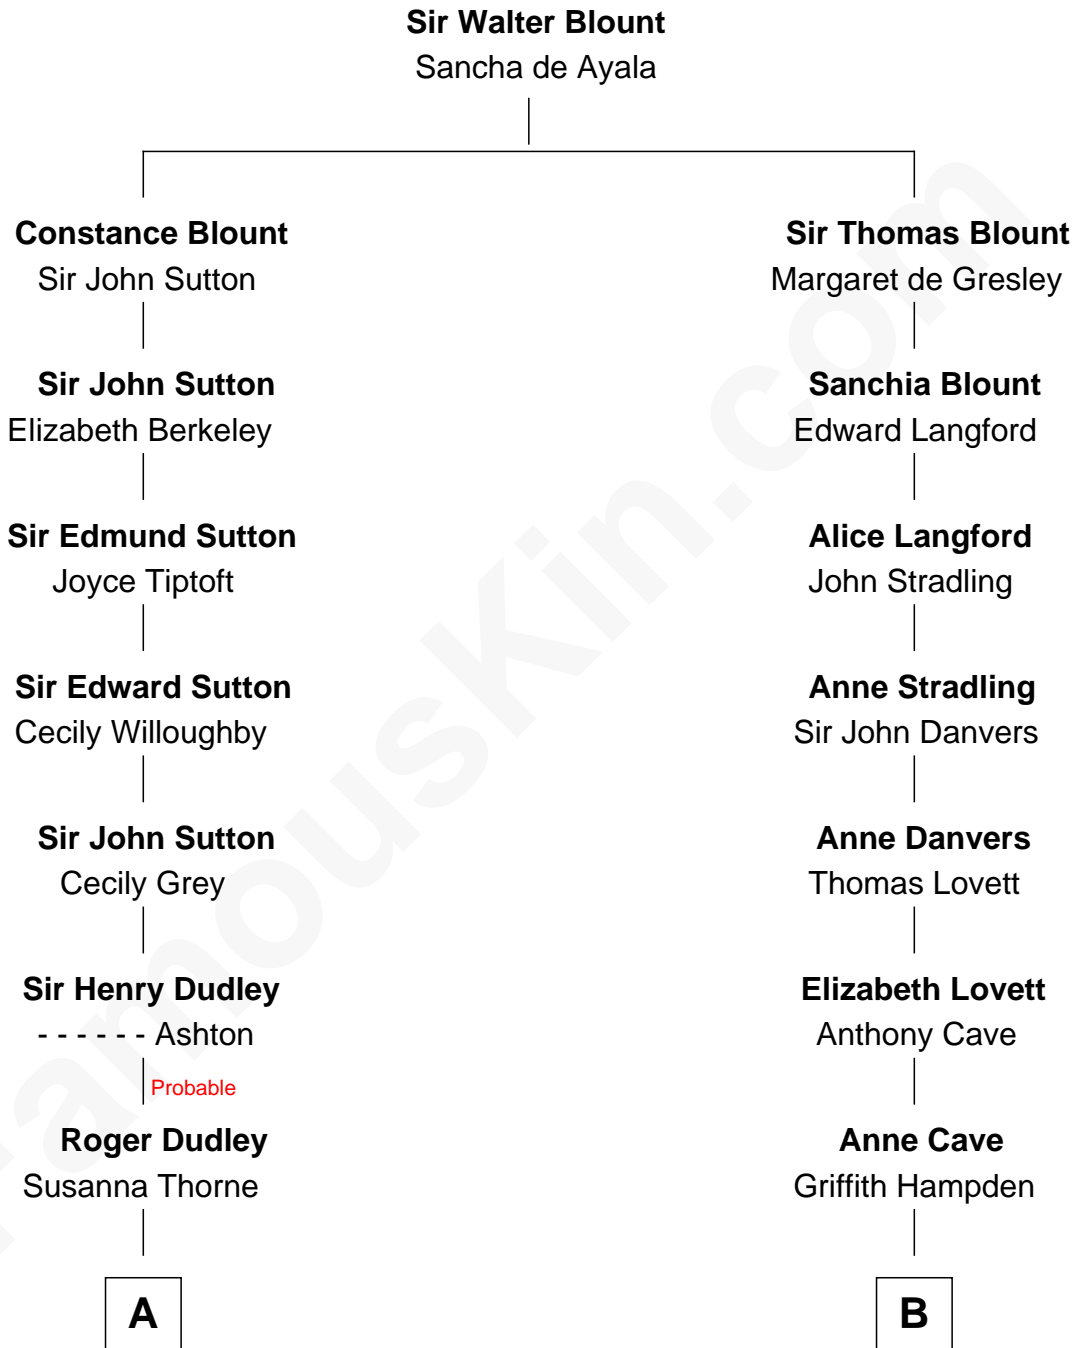 Sir Walter Blount
Sancha de Ayala
Constance Blount
Sir John Sutton
Sir Thomas Blount
Margaret de Gresley
Sir John Sutton
Elizabeth Berkeley
Sanchia Blount
Edward Langford
Sir Edmund Sutton
Joyce Tiptoft
Alice Langford
John Stradling
Sir Edward Sutton
Cecily Willoughby
Anne Stradling
Sir John Danvers
Sir John Sutton
Cecily Grey
Anne Danvers
Thomas Lovett
Sir Henry Dudley
- - - - - - Ashton
Probable
Elizabeth Lovett
Anthony Cave
Roger Dudley
Susanna Thorne
Anne Cave
Griffith Hampden
A
B
FamousKin.com